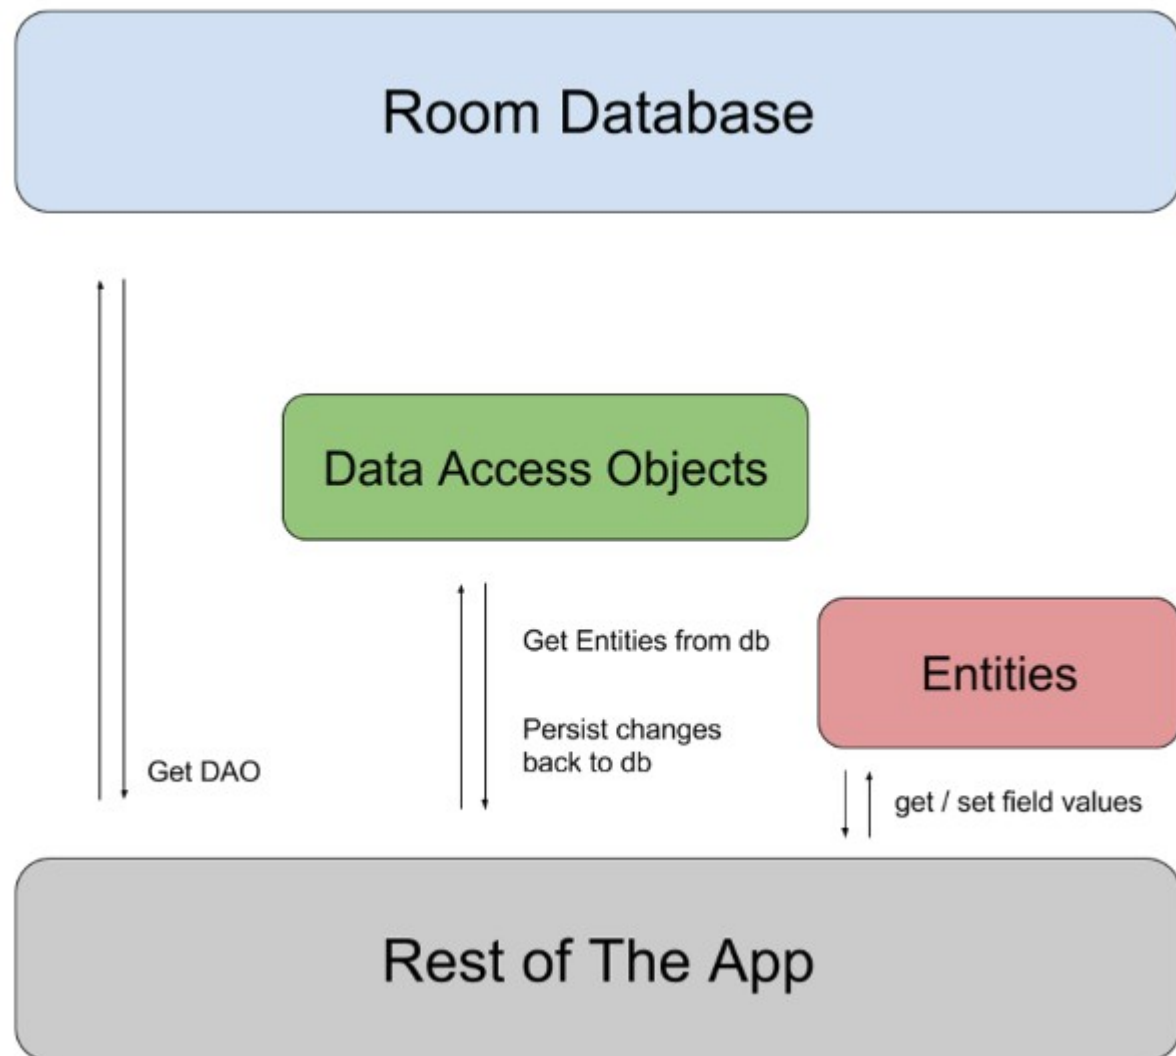 Room Database
Data Access Objects
Get Entities from db
Entities
Persist changes
back to db
Get DAO
get / set field values
Rest of The App